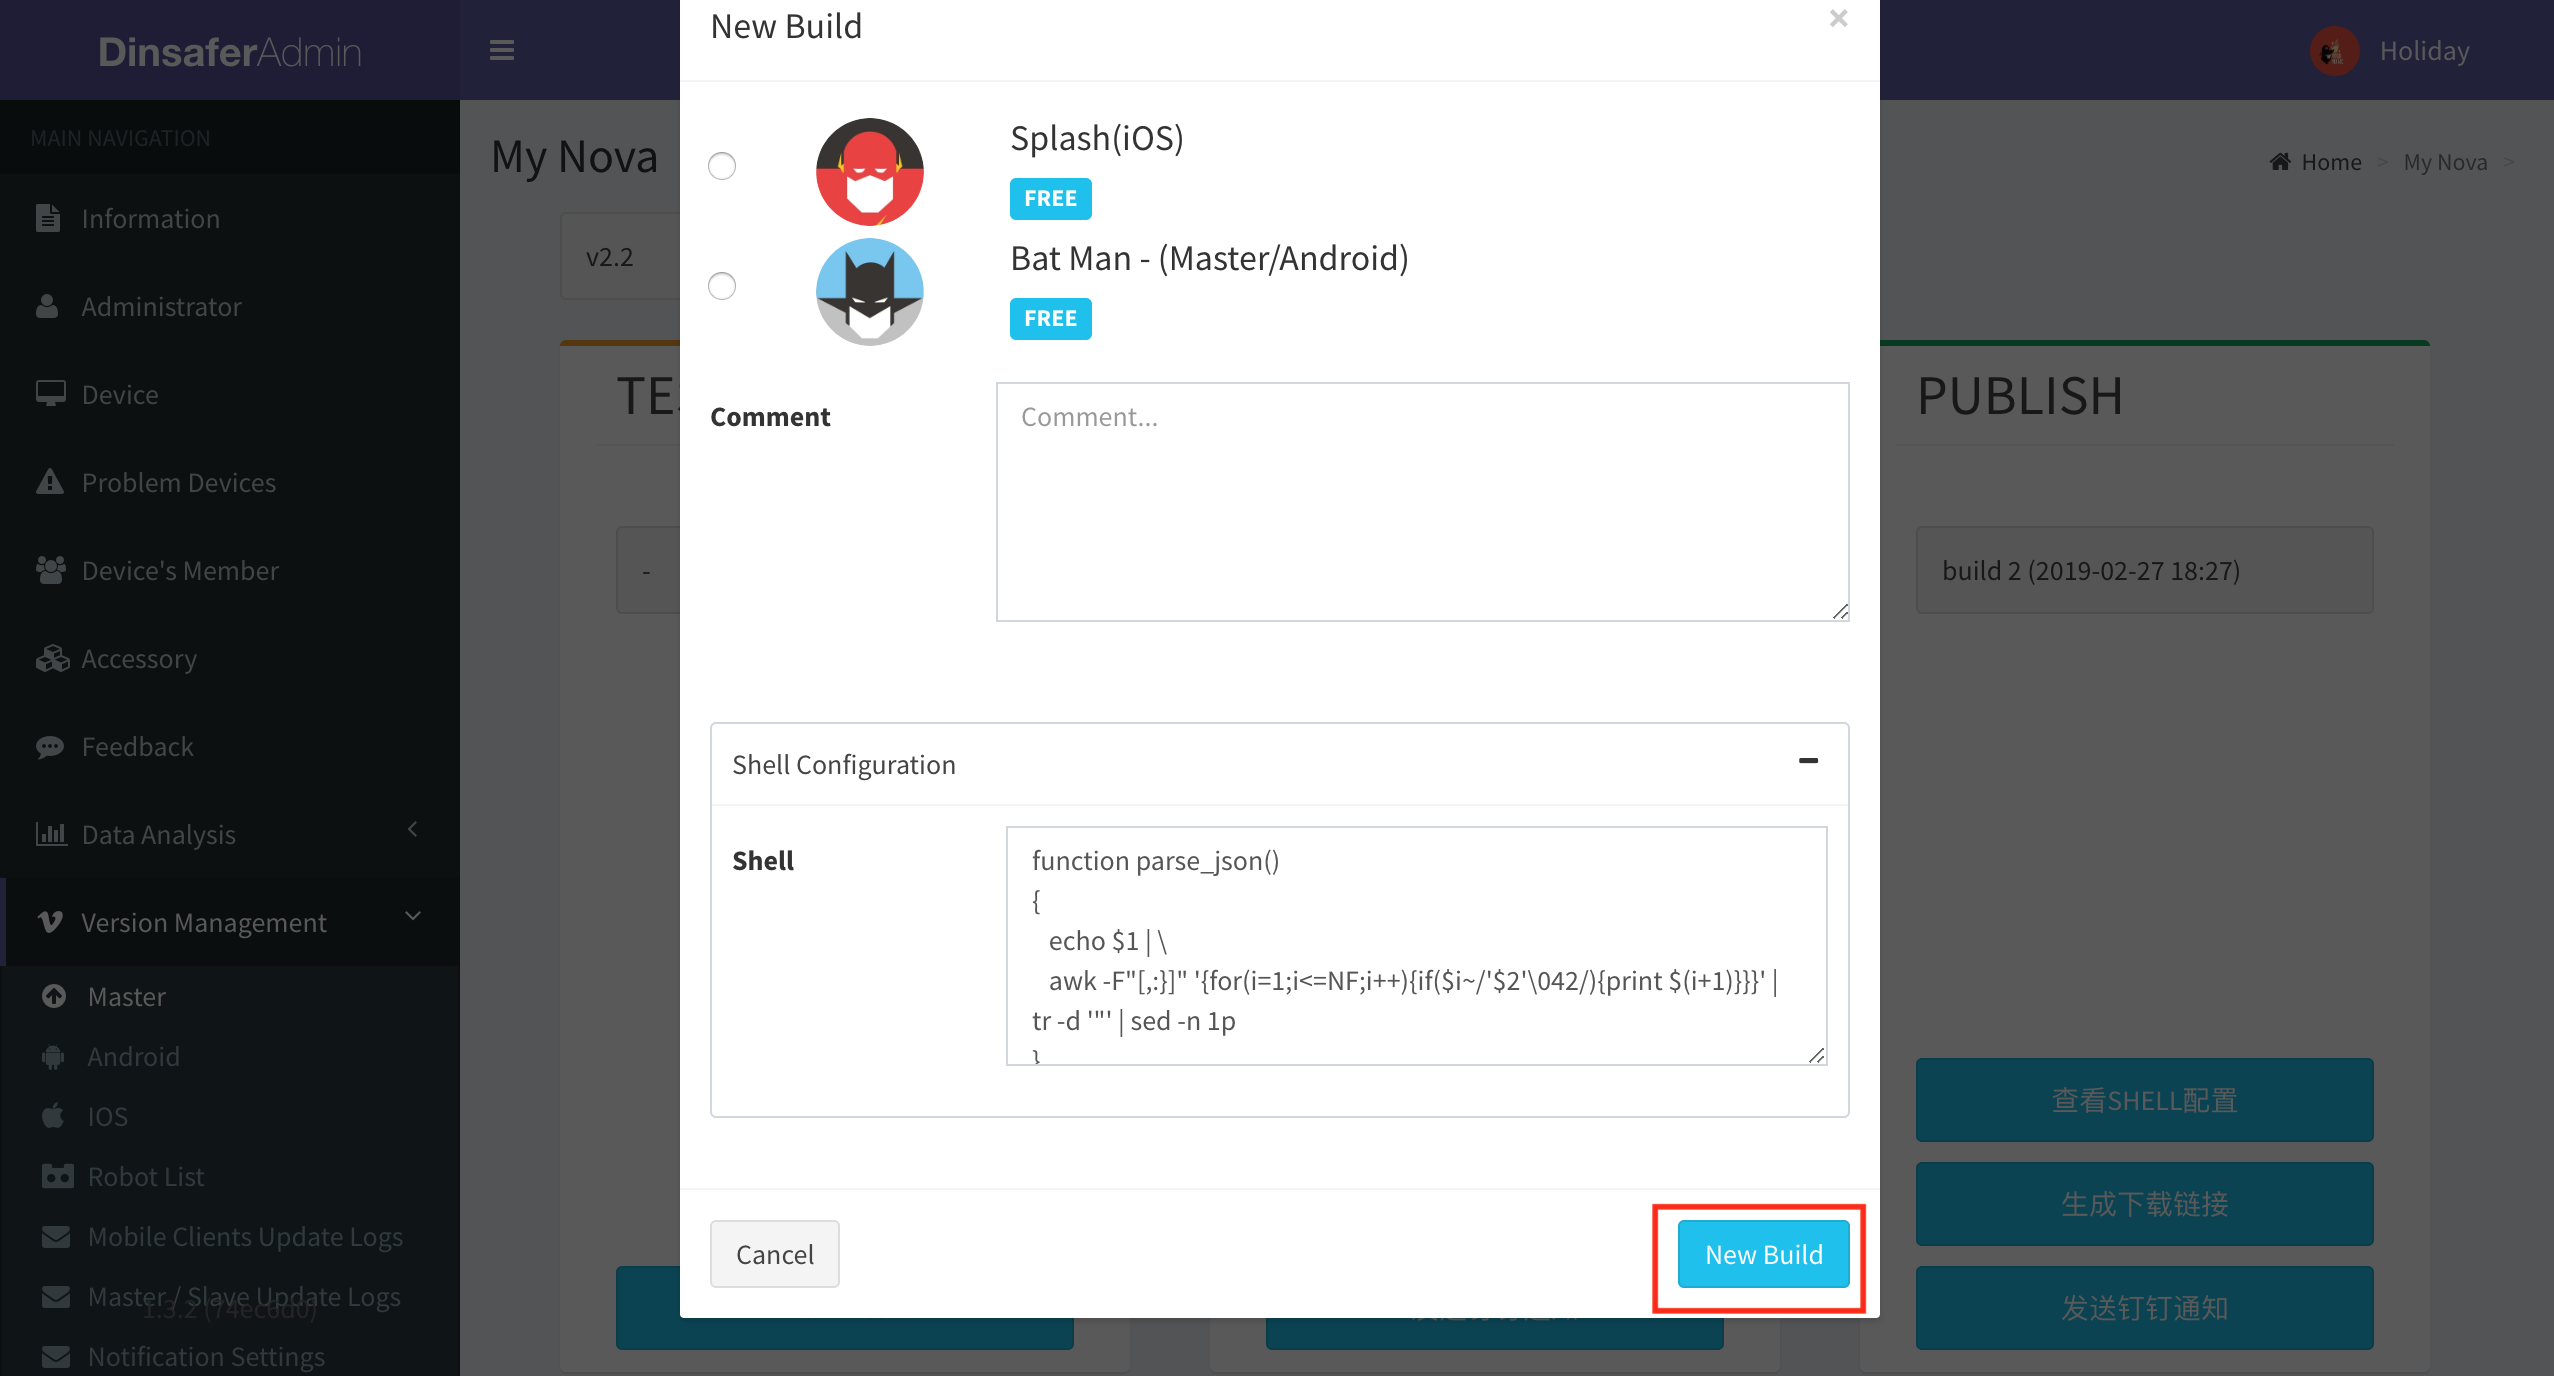 DinsaferAdmin
Holiday
MAIN NAVIGATION
Information
Administrator
Device
Problem Devices
Device's Member
Accessory
Feedback
Data Analysis
Version Management
Master
Android
IOS
Robot List
Mobile Clients Update Logs
Master / Slave Update Logs
1.3.2 (74ec6d0)
Notification Settings
My Nova
Home > My Nova >
v2.2
-
New Build
×
Splash(iOS)
FREE
Bat Man - (Master/Android)
FREE
Comment
Comment...
Shell Configuration
Shell
function parse_json()
{
echo $1 | \
awk -F"[,:}]" '{for(i=1;i<=NF;i++){if($i~/'$2'\042/){print $(i+1)}}}' |
tr -d '"' | sed -n 1p
}
Cancel
New Build
PUBLISH
build 2 (2019-02-27 18:27)
查看SHELL配置
生成下载链接
发送钉钉通知